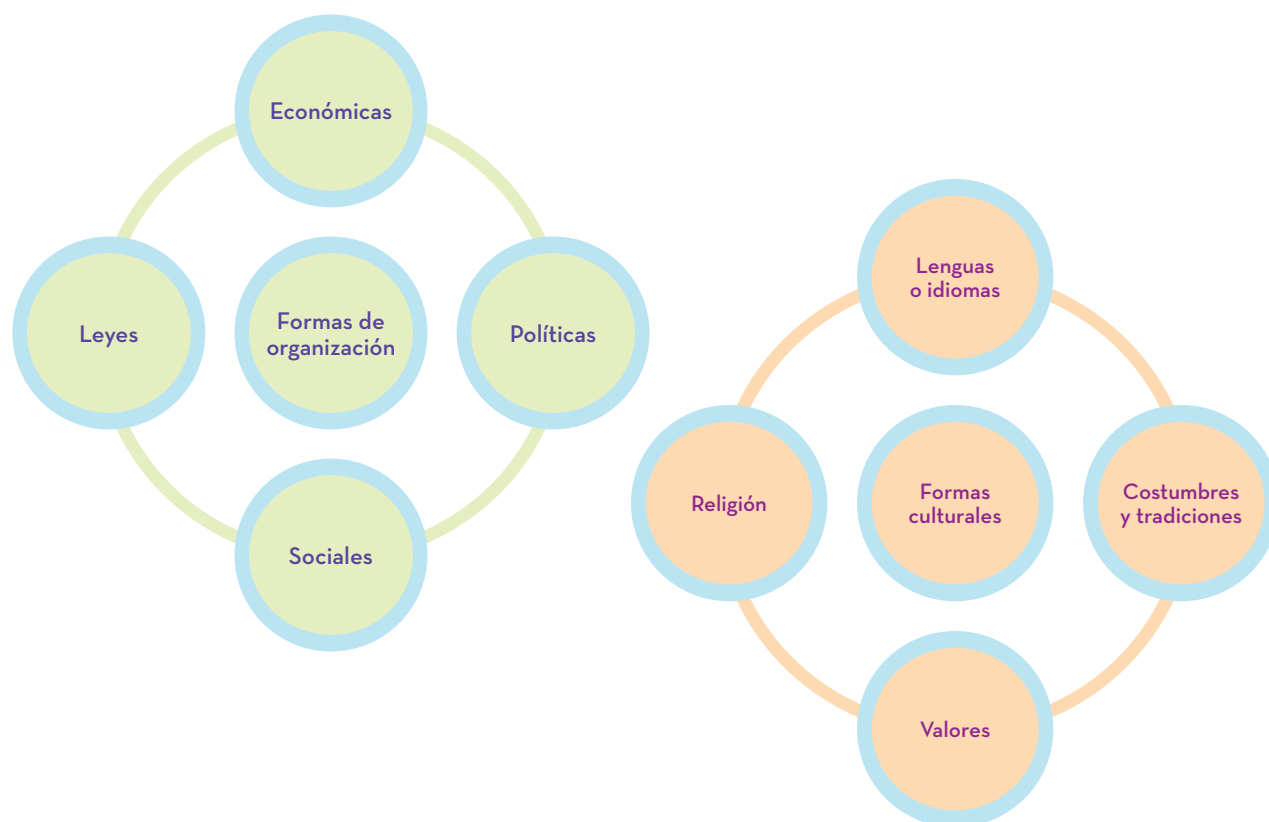 Económicas
Leyes
Formas de
organización
Políticas
Sociales
Lenguas
o idiomas
Religión
Formas
culturales
Costumbres
y tradiciones
Valores